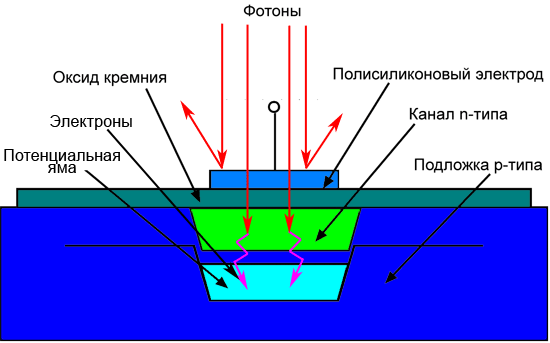 Фотоны
Оксид кремния
Полисиликоновый электрод
Электроны
Канал n-типа
Потенциальная
яма
Подложка p-типа